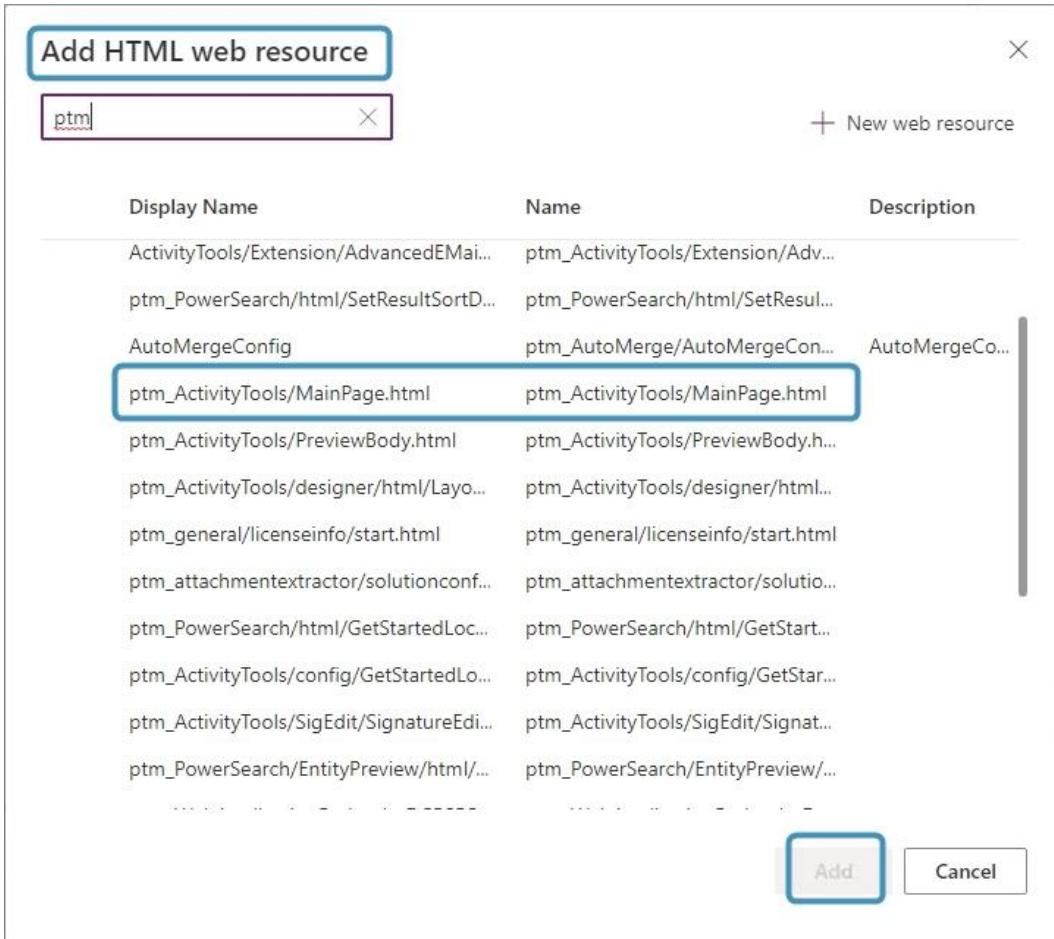 Add HTML web resource
ptm
New web resource
Display Name Name Description
ActivityTools/Extension/AdvancedEMai... ptm_ActivityTools/Extension/Adv...
ptm_PowerSearch/html/SetResultSortD... ptm_PowerSearch/html/SetResul...
AutoMergeConfig ptm_AutoMerge/AutoMergeCon... AutoMergeCo...
ptm_ActivityTools/MainPage.html ptm_ActivityTools/MainPage.html
ptm_ActivityTools/PreviewBody.html ptm_ActivityTools/PreviewBody.h...
ptm_ActivityTools/designer/html/Layo... ptm_ActivityTools/designer/html...
ptm_general/licenseinfo/start.html ptm_general/licenseinfo/start.html
ptm_attachmentextractor/solutionconf... ptm_attachmentextractor/solutio...
ptm_PowerSearch/html/GetStartedLoc... ptm_PowerSearch/html/GetStart...
ptm_ActivityTools/config/GetStartedLo... ptm_ActivityTools/config/GetStar...
ptm_ActivityTools/SigEdit/SignatureEdi... ptm_ActivityTools/SigEdit/Signat...
ptm_PowerSearch/EntityPreview/html/... ptm_PowerSearch/EntityPreview/...
Add Cancel